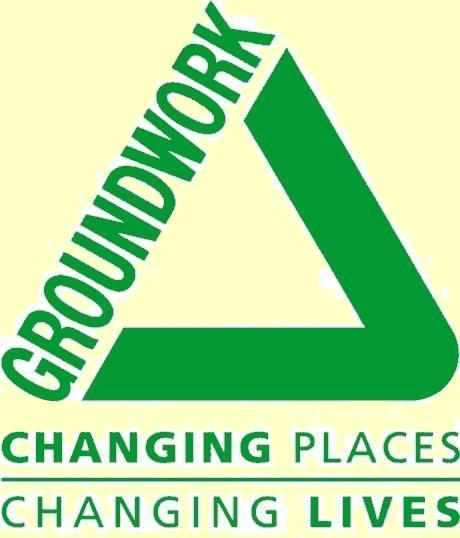 GROUNDWORK
CHANGING PLACES
CHANGING LIVES